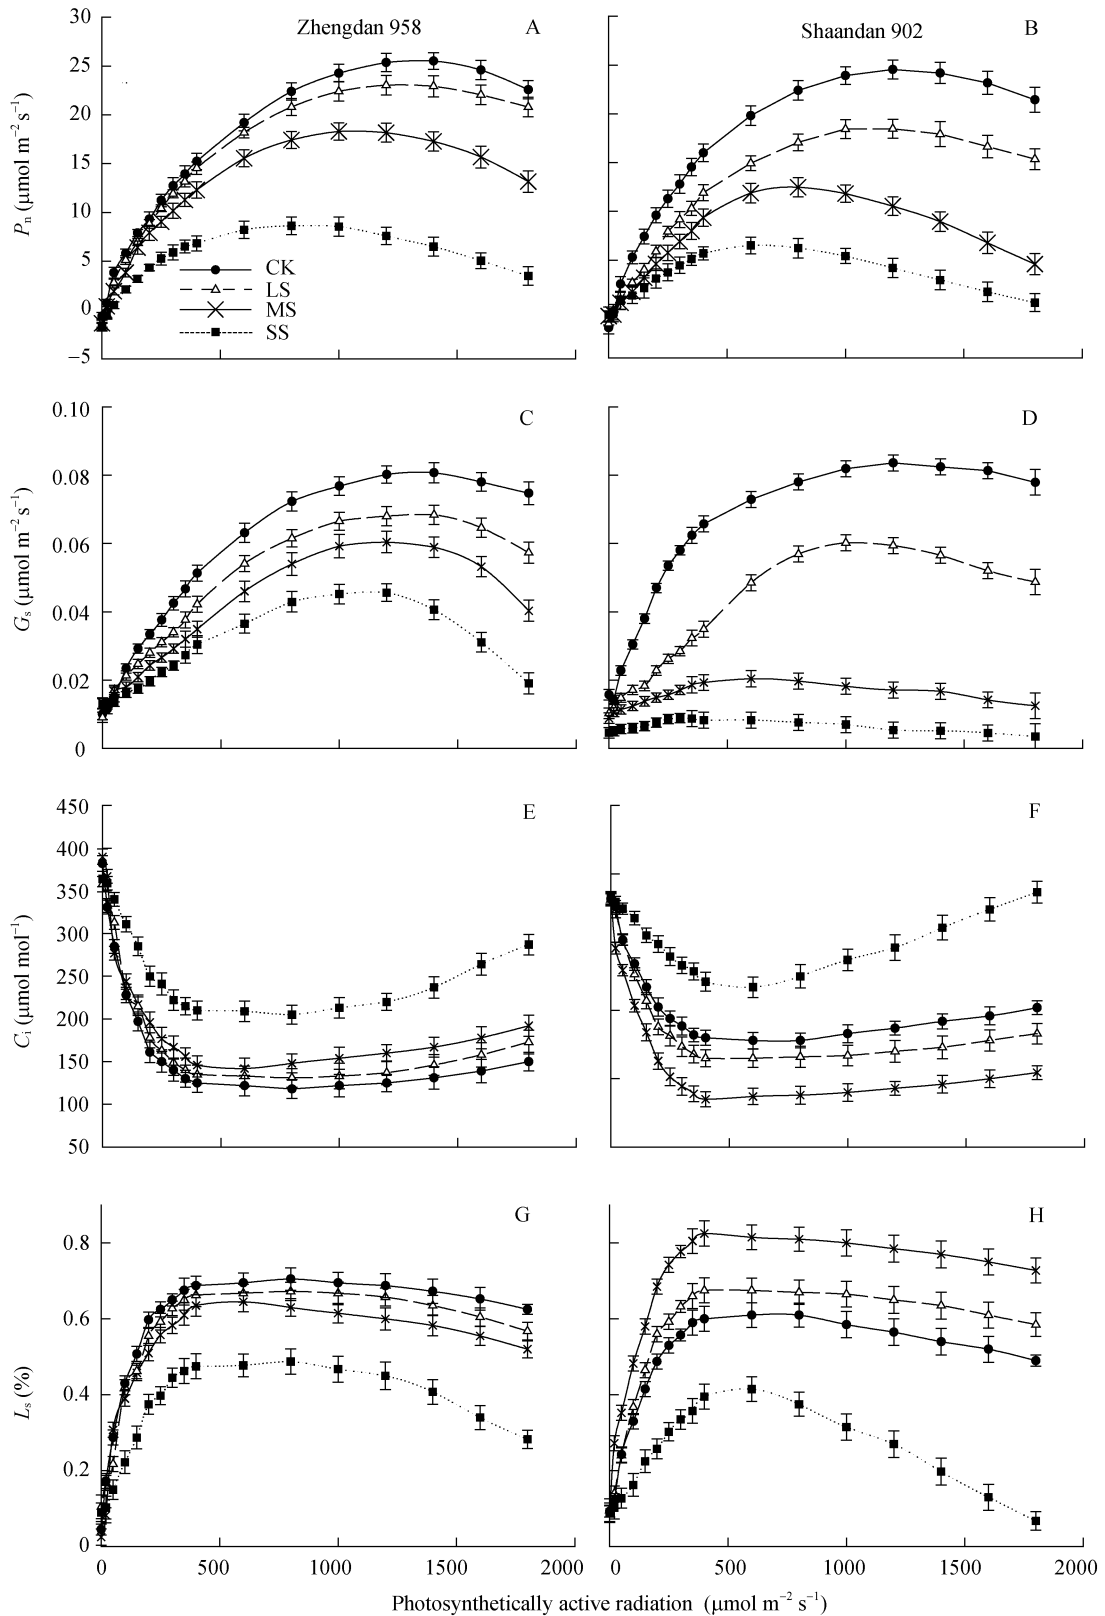 Zhengdan 958
A
Shaandan 902
B
30
25
20
15
10
5
0
−5
Pn (μmol m−2 s−1)
CK
LS
MS
SS
0 500 1000 1500 2000
C
D
0.10
0.08
0.06
0.04
0.02
0
Gs (μmol m−2 s−1)
E
F
450
400
350
300
250
200
150
100
50
Ci (μmol mol−1)
G
H
0.8
0.6
0.4
0.2
0
Ls (%)
0 500 1000 1500 2000
Photosynthetically active radiation (μmol m−2 s−1)